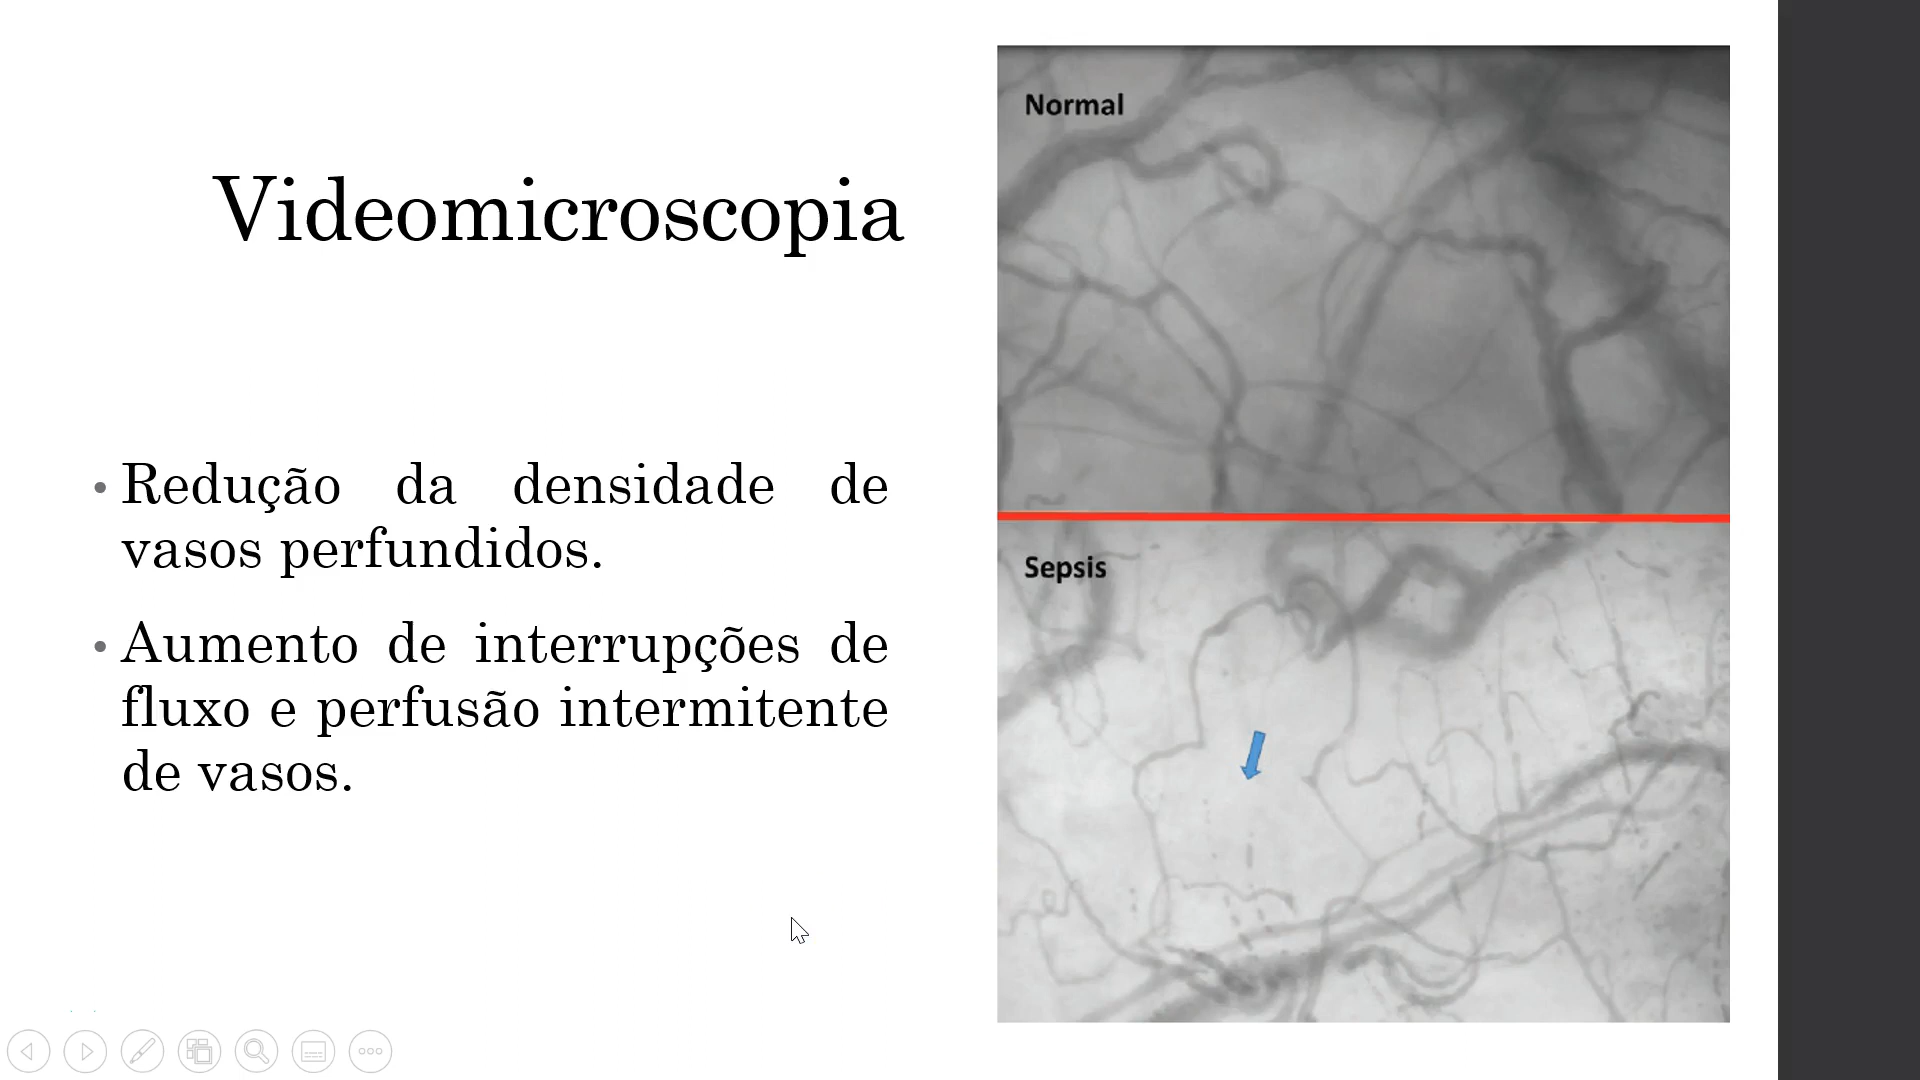 Videomicroscopia
Redução da densidade de
vasos perfundidos.
Aumento de interrupções de
fluxo e perfusão intermitente
de vasos.
Normal
Sepsis